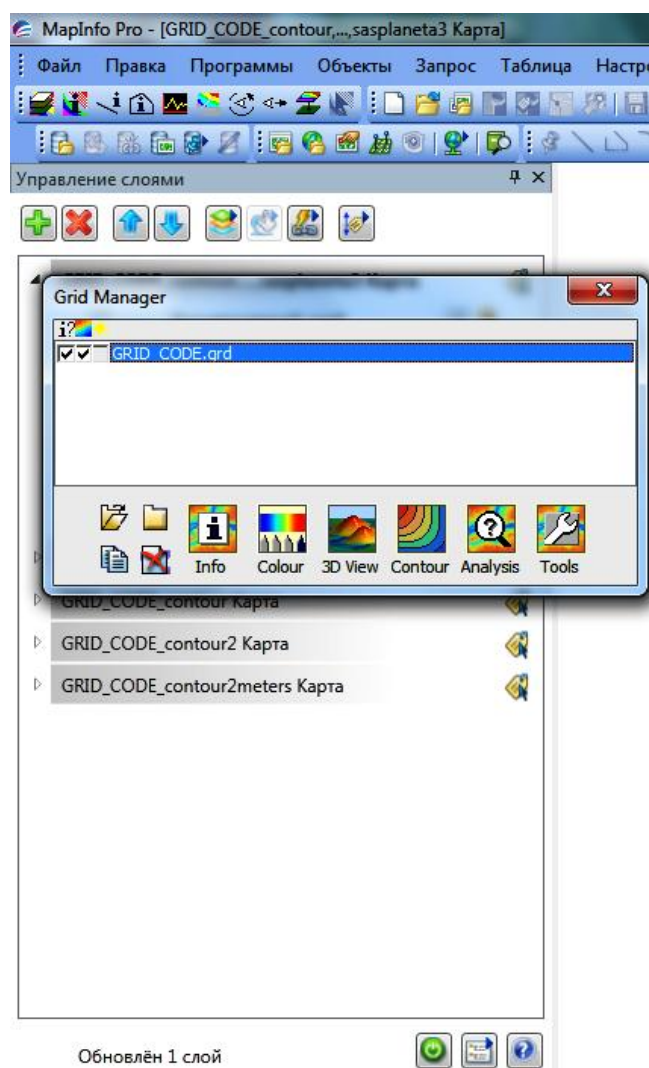 MapInfo Pro - [GRID_CODE_contour,...,sasplaneta3 Карта]
Файл Правка Программы Объекты Запрос Таблица Настро
Управление слоями
Grid Manager
i?
GRID_CODE.grd
Info Colour 3D View Contour Analysis Tools
GRID_CODE_contour Карта
GRID_CODE_contour2 Карта
GRID_CODE_contour2meters Карта
Обновлён 1 слой